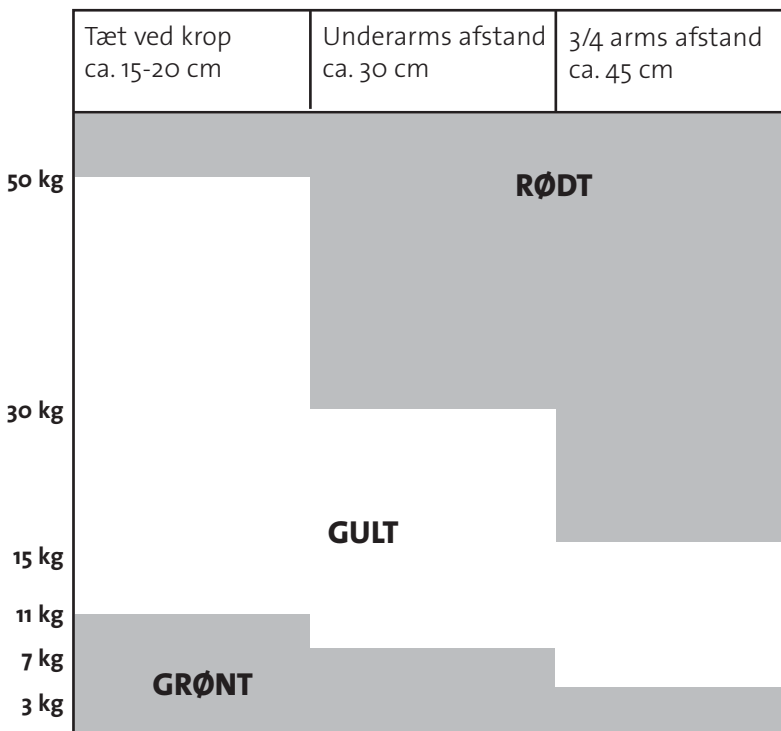 Tæt ved krop
ca. 15-20 cm
Underarms afstand
ca. 30 cm
3/4 arms afstand
ca. 45 cm
50 kg
RØDT
30 kg
GULT
15 kg
11 kg
7 kg
GRØNT
3 kg